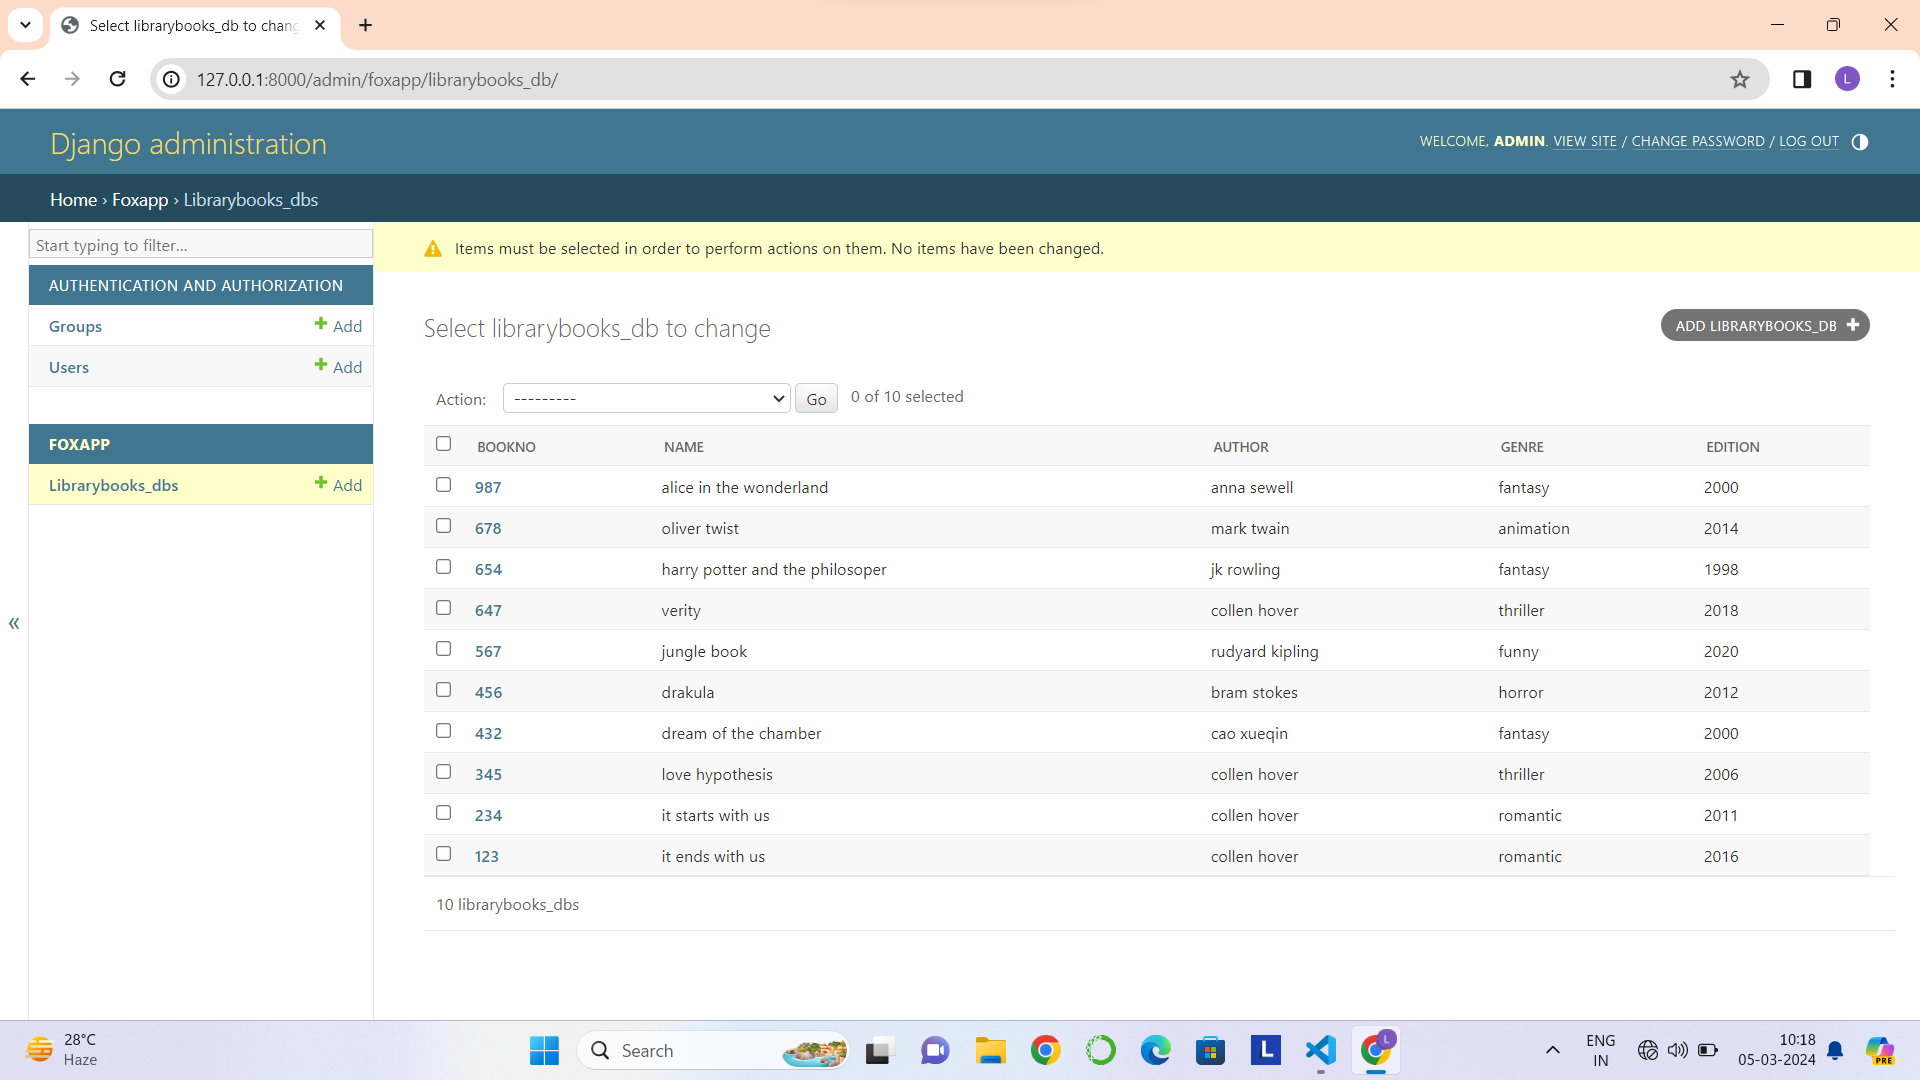 Select librarybooks_db to chang
127.0.0.1:8000/admin/foxapp/librarybooks_db/
L
Django administration
WELCOME, ADMIN. VIEW SITE / CHANGE PASSWORD / LOG OUT
Home › Foxapp › Librarybooks_dbs
Start typing to filter...
AUTHENTICATION AND AUTHORIZATION
Groups + Add
Users + Add
FOXAPP
Librarybooks_dbs + Add
«
Items must be selected in order to perform actions on them. No items have been changed.
Select librarybooks_db to change
ADD LIBRARYBOOKS_DB +
Action: --------- Go 0 of 10 selected
BOOKNO NAME AUTHOR GENRE EDITION
987 alice in the wonderland anna sewell fantasy 2000
678 oliver twist mark twain animation 2014
654 harry potter and the philosoper jk rowling fantasy 1998
647 verity collen hover thriller 2018
567 jungle book rudyard kipling funny 2020
456 drakula bram stokes horror 2012
432 dream of the chamber cao xueqin fantasy 2000
345 love hypothesis collen hover thriller 2006
234 it starts with us collen hover romantic 2011
123 it ends with us collen hover romantic 2016
10 librarybooks_dbs
28°C
Haze
Search
L
L
ENG
IN
10:18
05-03-2024
PRE